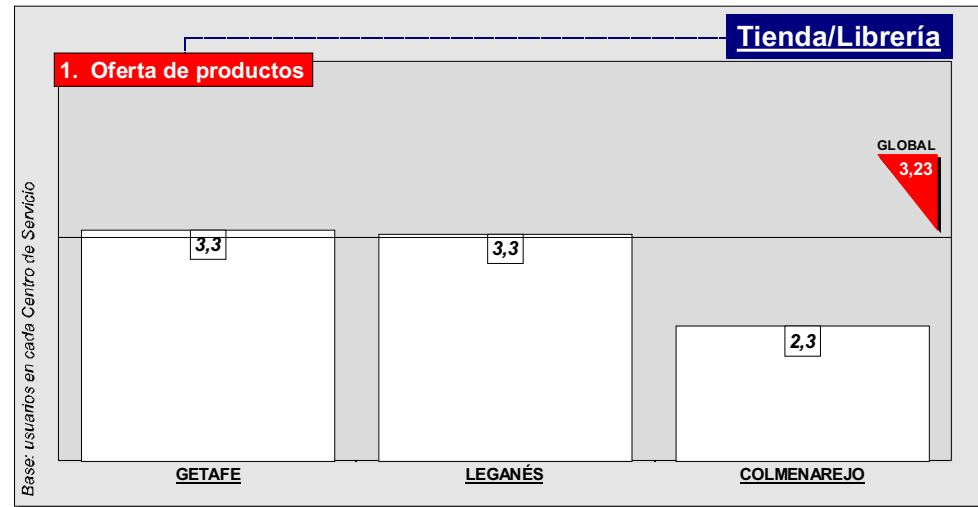 Tienda/Librería
1. Oferta de productos
GLOBAL
3,23
Base: usuarios en cada Centro de Servicio
3,3
3,3
2,3
GETAFE
LEGANÉS
COLMENAREJO